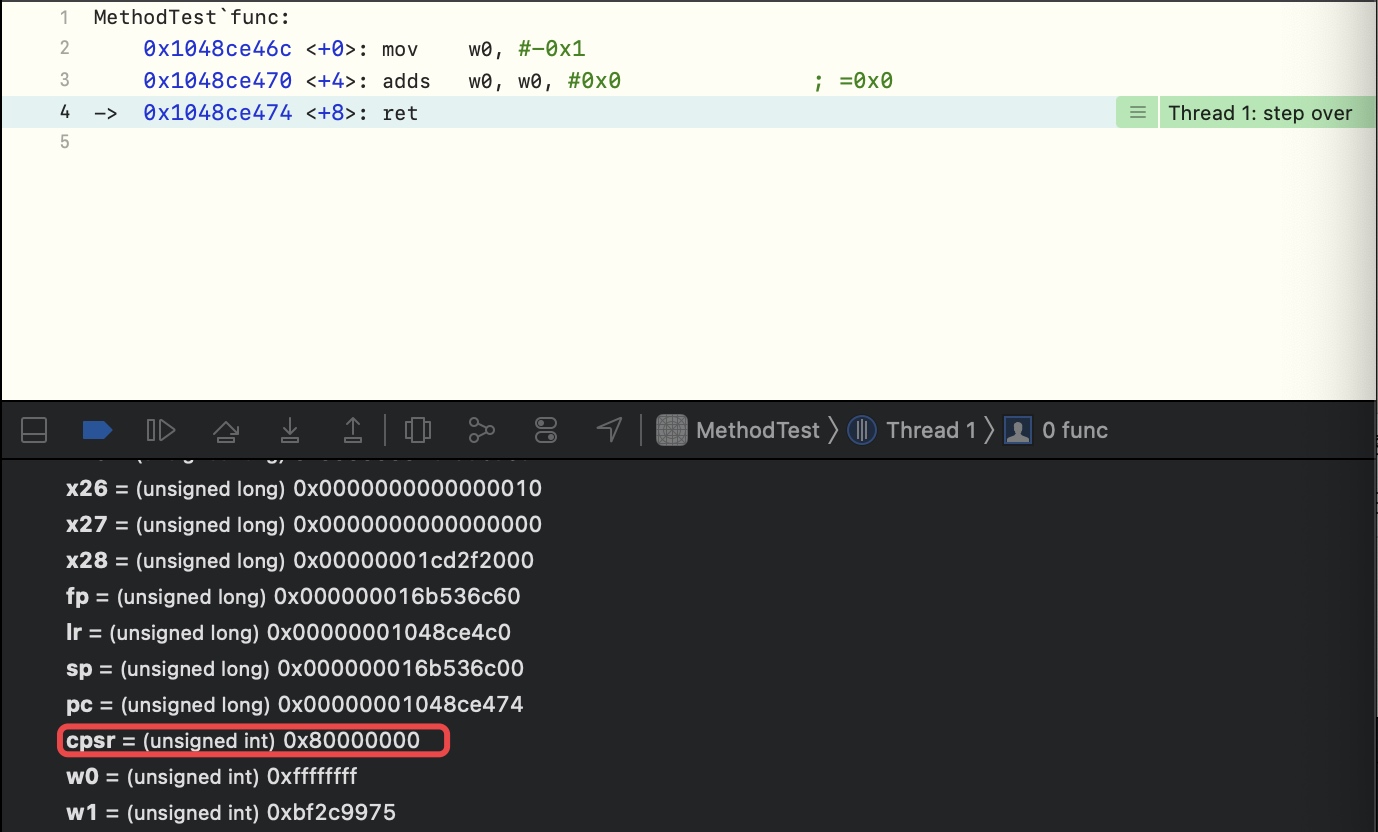 1 MethodTest`func:
2 0x1048ce46c <+0>: mov w0, #-0x1
3 0x1048ce470 <+4>: adds w0, w0, #0x0 ; =0x0
4 -> 0x1048ce474 <+8>: ret Thread 1: step over
5
MethodTest Thread 1 0 func
x26 = (unsigned long) 0x0000000000000010
x27 = (unsigned long) 0x0000000000000000
x28 = (unsigned long) 0x00000001cd2f2000
fp = (unsigned long) 0x000000016b536c60
lr = (unsigned long) 0x00000001048ce4c0
sp = (unsigned long) 0x000000016b536c00
pc = (unsigned long) 0x00000001048ce474
cpsr = (unsigned int) 0x80000000
w0 = (unsigned int) 0xffffffff
w1 = (unsigned int) 0xbf2c9975